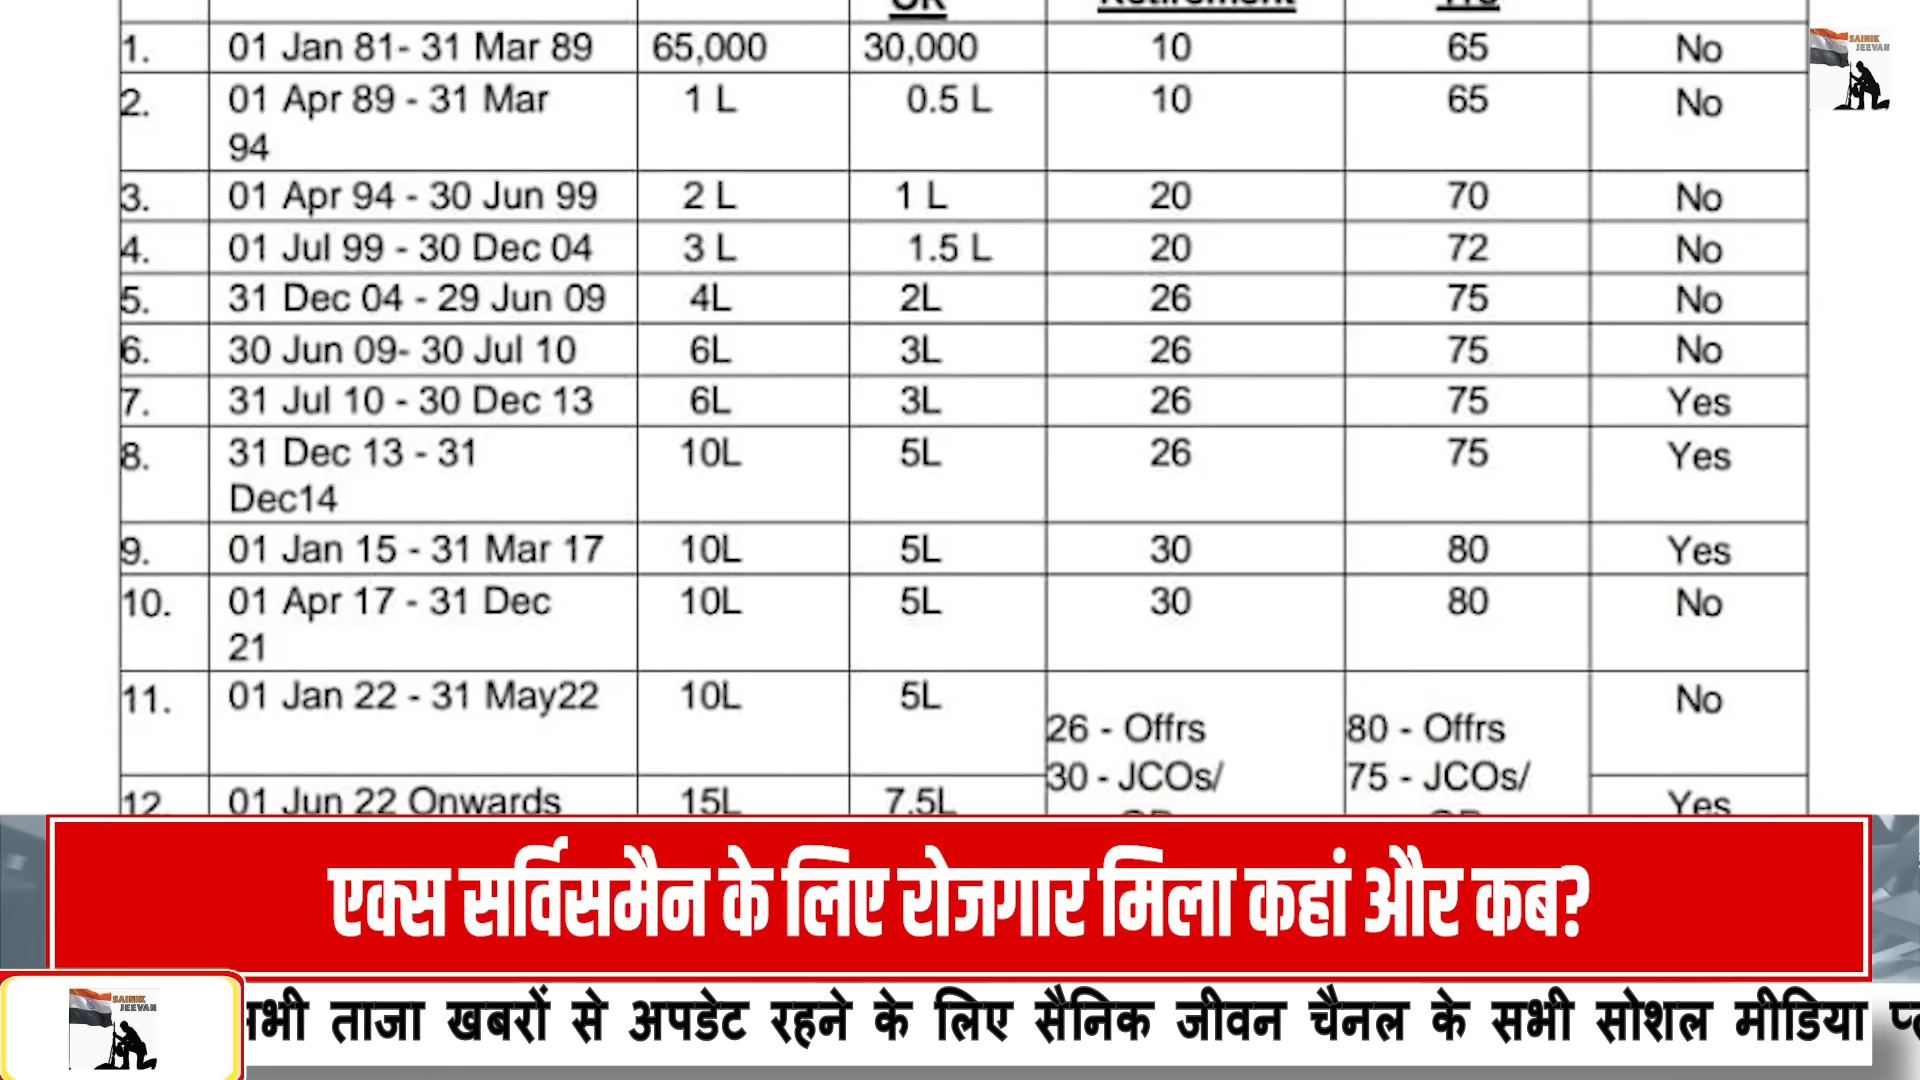 OR Retirement Yrs
1. 01 Jan 81- 31 Mar 89 65,000 30,000 10 65 No
2. 01 Apr 89 - 31 Mar 1 L 0.5 L 10 65 No
94
3. 01 Apr 94 - 30 Jun 99 2 L 1 L 20 70 No
4. 01 Jul 99 - 30 Dec 04 3 L 1.5 L 20 72 No
5. 31 Dec 04 - 29 Jun 09 4L 2L 26 75 No
6. 30 Jun 09- 30 Jul 10 6L 3L 26 75 No
7. 31 Jul 10 - 30 Dec 13 6L 3L 26 75 Yes
8. 31 Dec 13 - 31 10L 5L 26 75 Yes
Dec14
9. 01 Jan 15 - 31 Mar 17 10L 5L 30 80 Yes
10. 01 Apr 17 - 31 Dec 10L 5L 30 80 No
21
11. 01 Jan 22 - 31 May22 10L 5L No
26 - Offrs 80 - Offrs
30 - JCOs/ 75 - JCOs/
12. 01 Jun 22 Onwards 15L 7.5L Yes
SAINIK
JEEVAN
एक्स सर्विसमैन के लिए रोजगार मिला कहां और कब?
SAINIK
JEEVAN
ताजा खबरों से अपडेट रहने के लिए सैनिक जीवन चैनल के सभी सोशल मीडिया